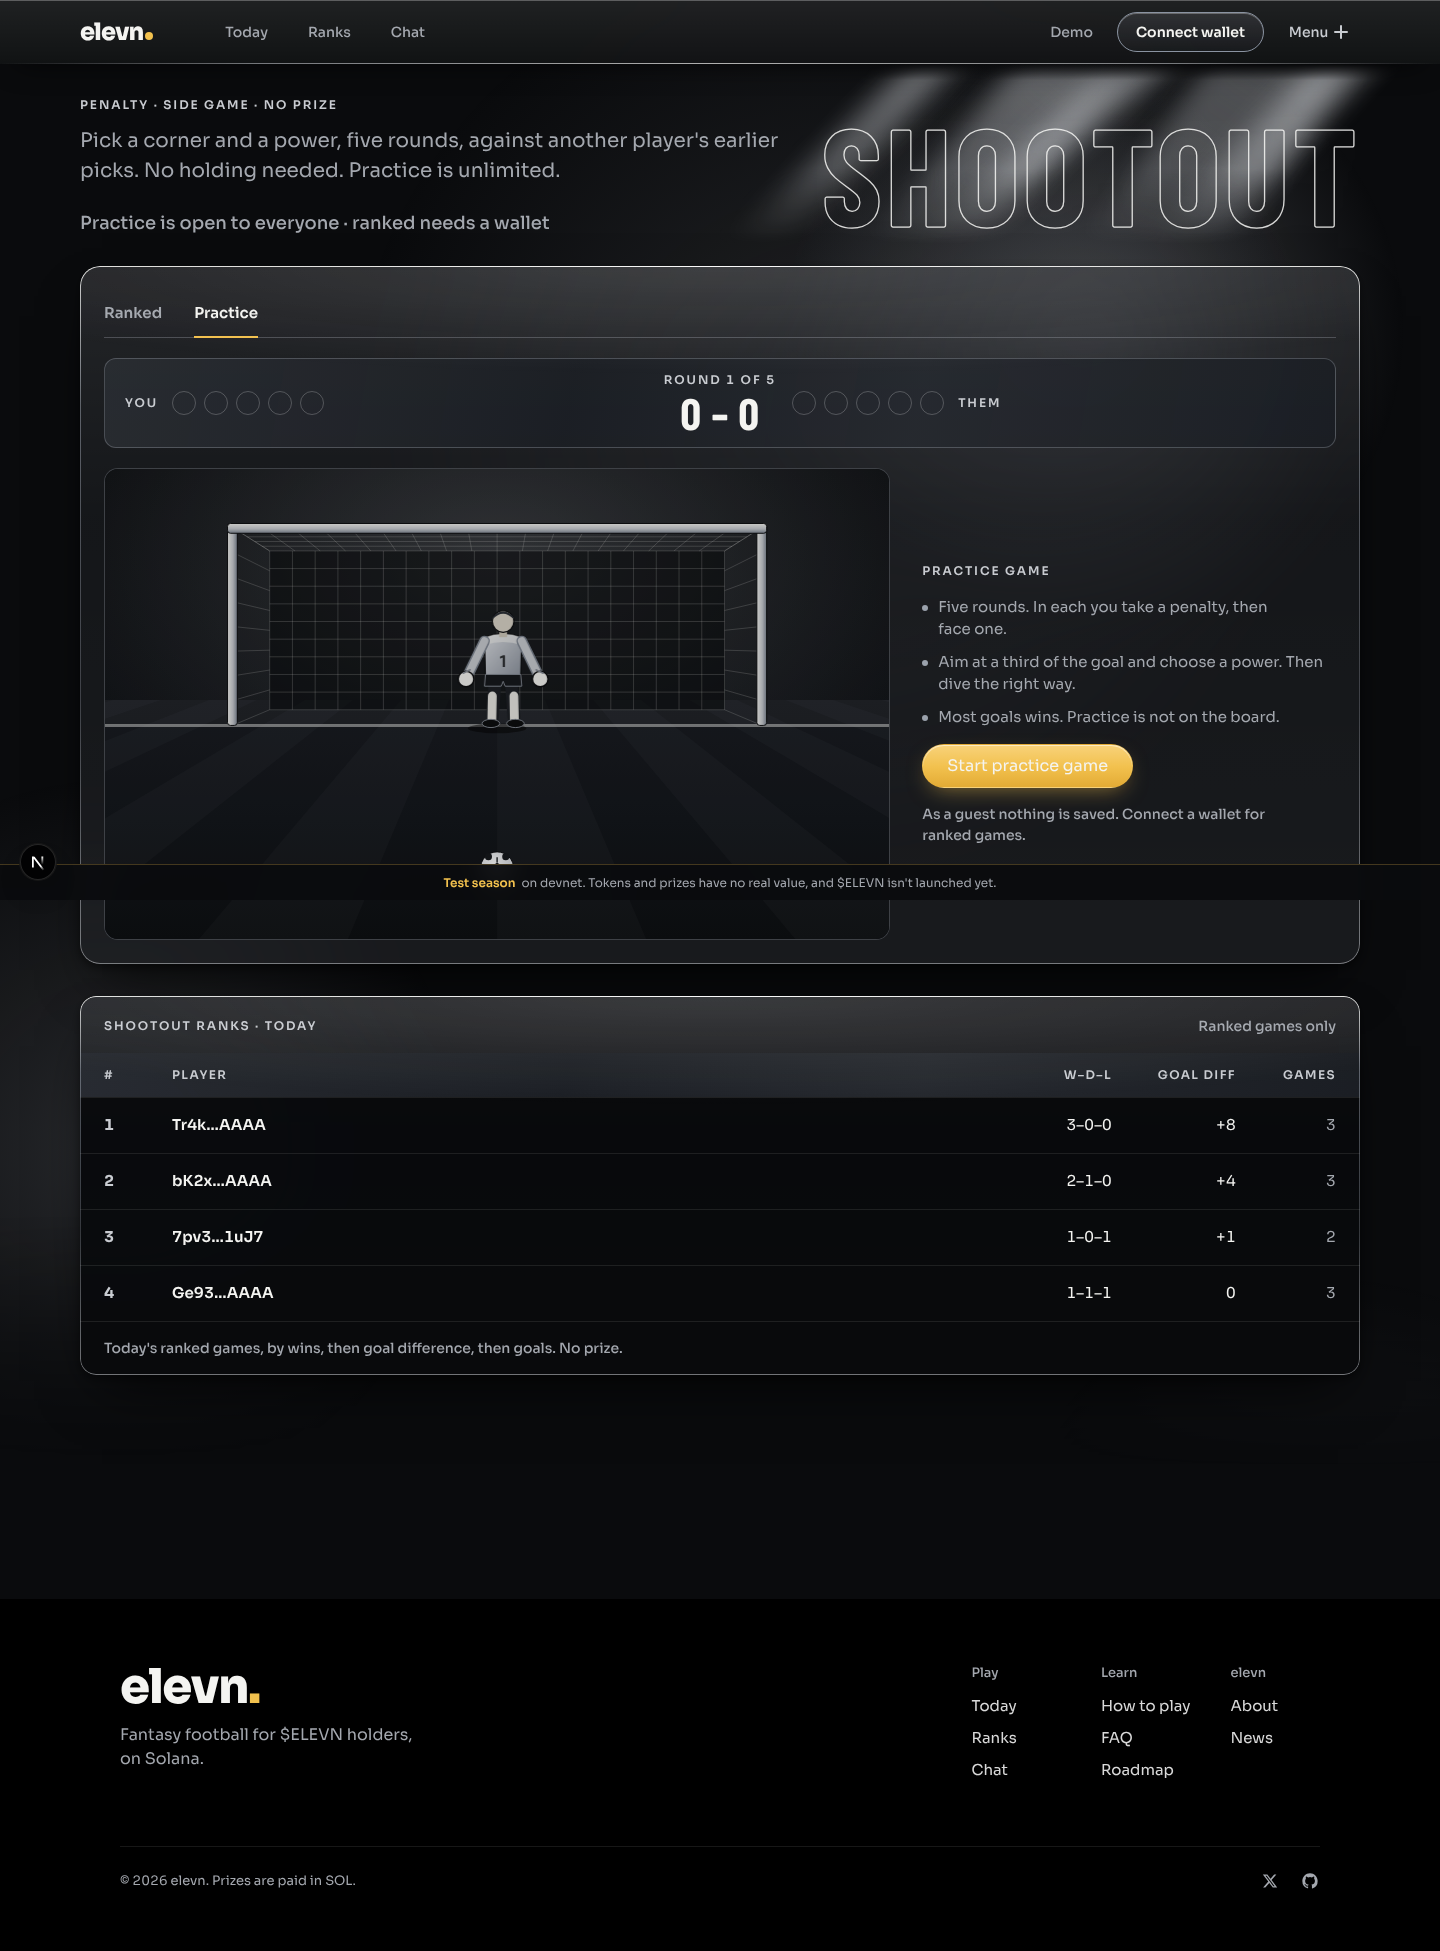 elevn.
Today Ranks Chat Demo Connect wallet Menu
PENALTY · SIDE GAME · NO PRIZE
Pick a corner and a power, five rounds, against another player's earlier
picks. No holding needed. Practice is unlimited.
SHOOTOUT
Practice is open to everyone · ranked needs a wallet
Ranked Practice
ROUND 1 OF 5
YOU 0 - 0 THEM
1
PRACTICE GAME
Five rounds. In each you take a penalty, then
face one.
Aim at a third of the goal and choose a power. Then
dive the right way.
Most goals wins. Practice is not on the board.
Start practice game
As a guest nothing is saved. Connect a wallet for
ranked games.
N
Test season on devnet. Tokens and prizes have no real value, and $ELEVN isn't launched yet.
SHOOTOUT RANKS · TODAY Ranked games only
# PLAYER W–D–L GOAL DIFF GAMES
1 Tr4k...AAAA 3–0–0 +8 3
2 bK2x...AAAA 2–1–0 +4 3
3 7pv3...1uJ7 1–0–1 +1 2
4 Ge93...AAAA 1–1–1 0 3
Today's ranked games, by wins, then goal difference, then goals. No prize.
elevn.
Fantasy football for $ELEVN holders,
on Solana.
Play Learn elevn
Today How to play About
Ranks FAQ News
Chat Roadmap
© 2026 elevn. Prizes are paid in SOL.